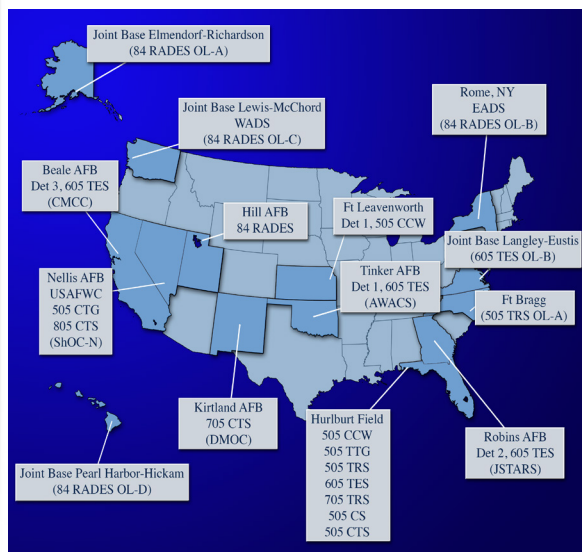 Joint Base Elmendorf-Richardson
(84 RADES OL-A)
Rome, NY
EADS
(84 RADES OL-B)
Joint Base Lewis-McChord
WADS
(84 RADES OL-C)
Beale AFB
Det 3, 605 TES
(CMCC)
Hill AFB
84 RADES
Ft Leavenworth
Det 1, 505 CCW
Joint Base Langley-Eustis
(605 TES OL-B)
Nellis AFB
USAFWC
505 CTG
805 CTS
(ShOC-N)
Tinker AFB
Det 1, 605 TES
(AWACS)
Ft Bragg
(505 TRS OL-A)
Kirtland AFB
705 CTS
(DMOC)
Hurlburt Field
505 CCW
505 TTG
505 TRS
605 TES
705 TRS
505 CS
505 CTS
Robins AFB
Det 2, 605 TES
(JSTARS)
Joint Base Pearl Harbor-Hickam
(84 RADES OL-D)